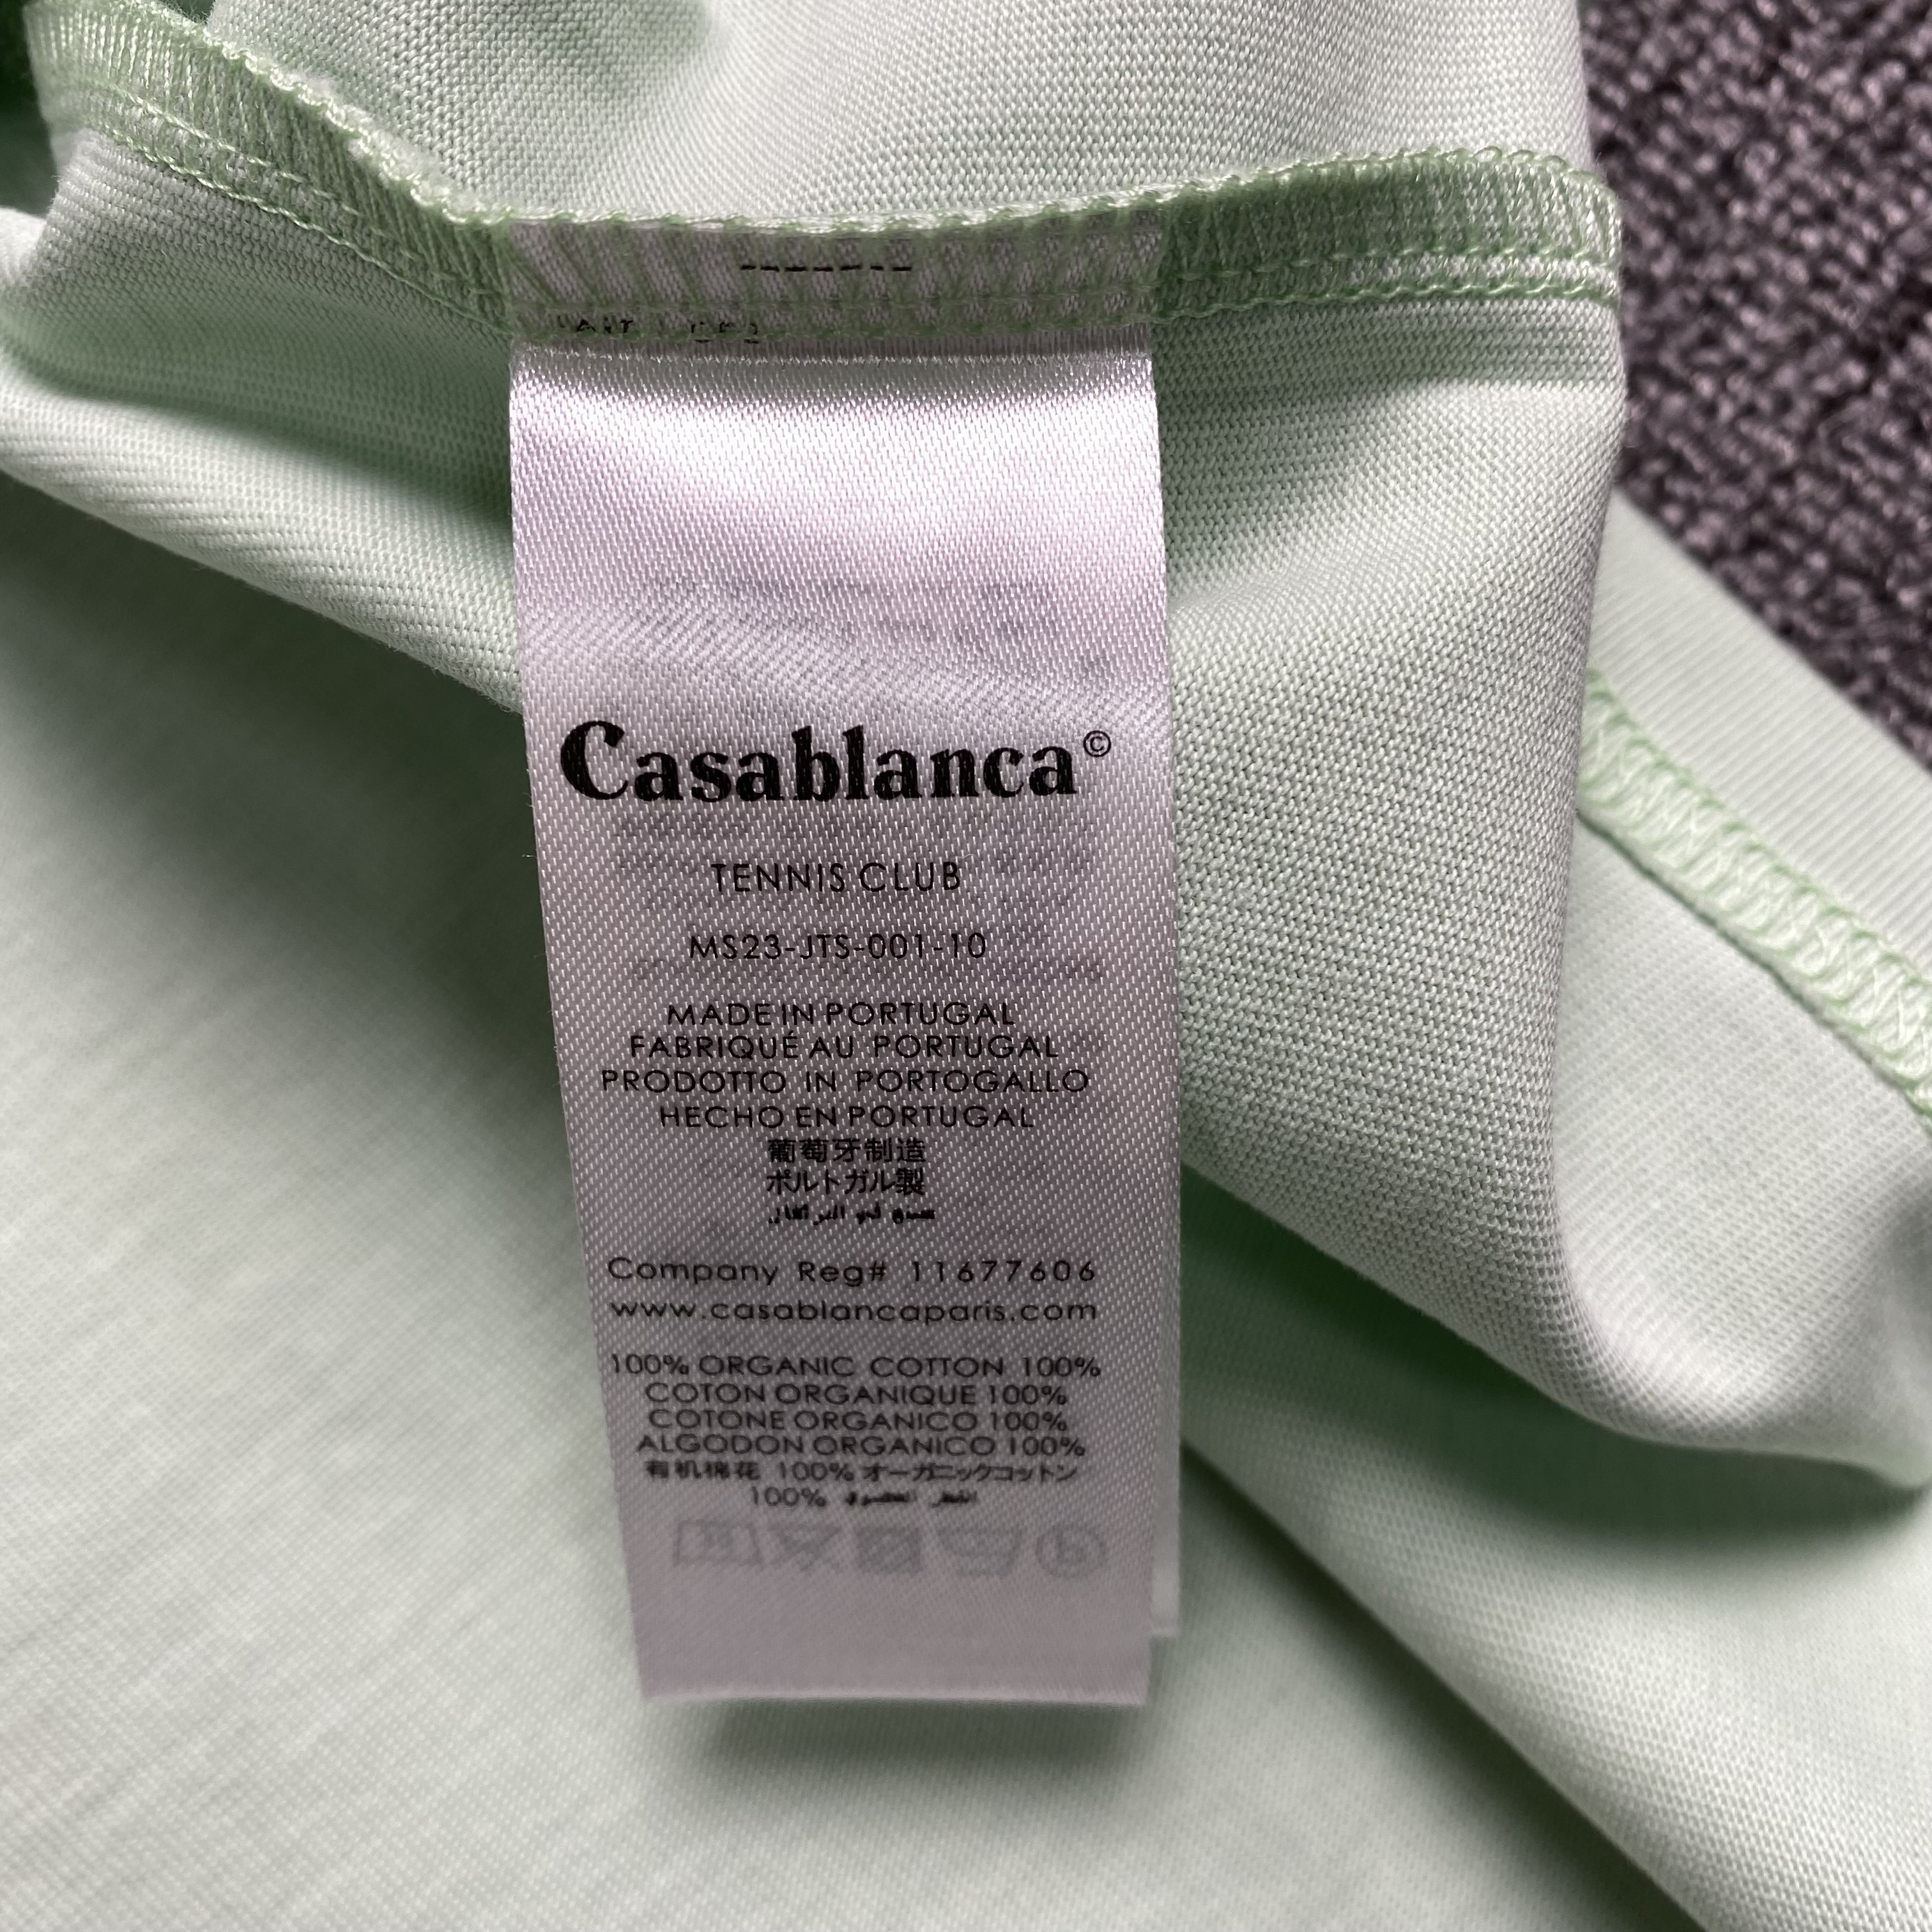 Casablanca©
TENNIS CLUB
MS23-JTS-001-10
MADE IN PORTUGAL
FABRIQUÉ AU PORTUGAL
PRODOTTO IN PORTOGALLO
HECHO EN PORTUGAL
葡萄牙制造
ポルトガル製
Company Reg# 11677606
www.casablancaparis.com
100% ORGANIC COTTON 100%
COTON ORGANIQUE 100%
COTONE ORGANICO 100%
ALGODON ORGANICO 100%
有机棉花 100% オーガニックコットン
100%